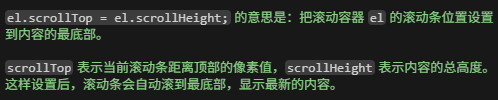 el.scrollTop = el.scrollHeight; 的意思是：把滚动容器 el 的滚动条位置设置
到内容的最底部。
scrollTop 表示当前滚动条距离顶部的像素值，scrollHeight 表示内容的总高度。
这样设置后，滚动条会自动滚到最底部，显示最新的内容。